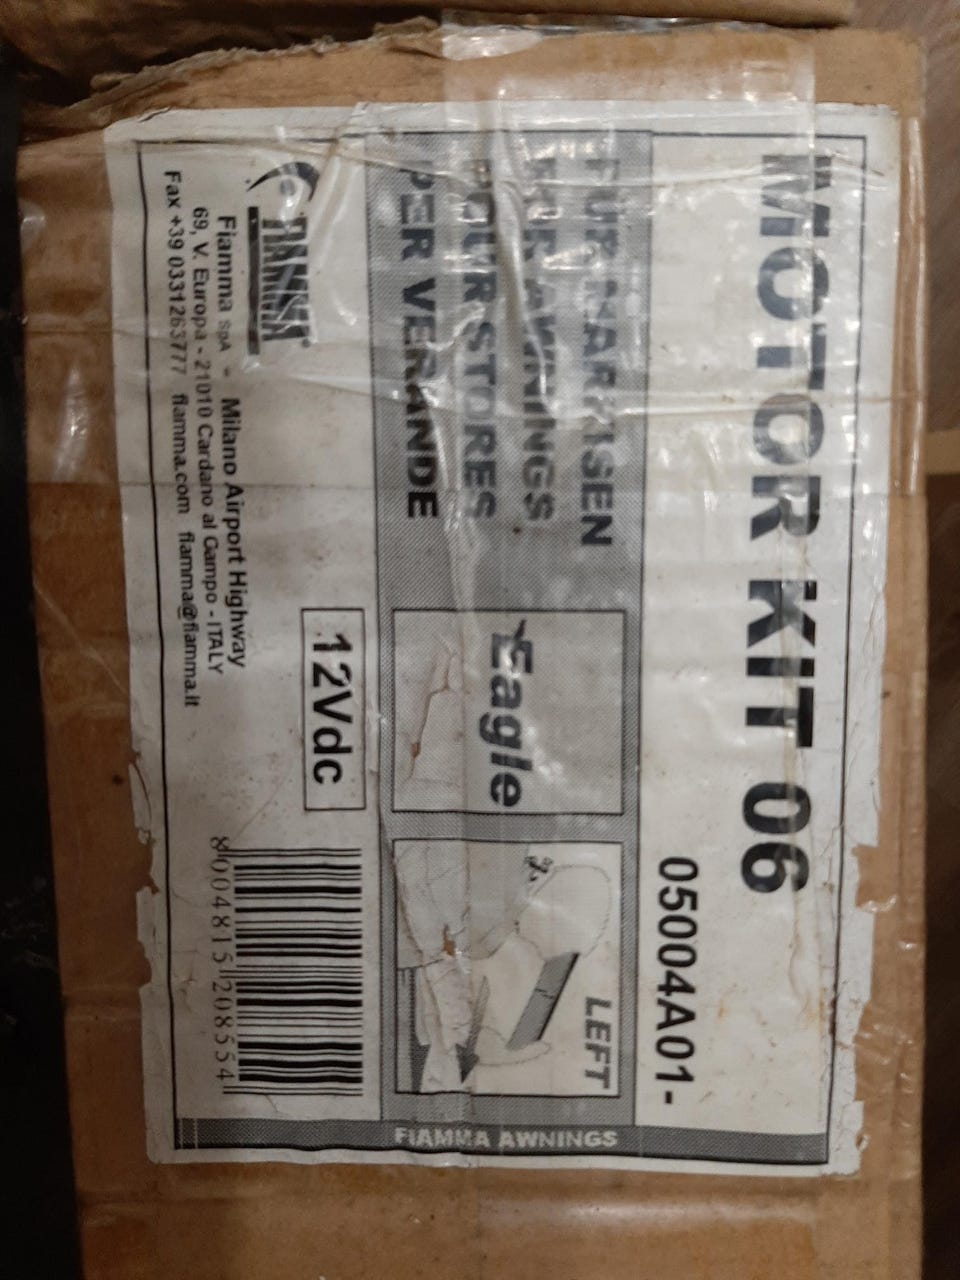 MOTOR KIT 06
05004A01-
FÜR MARKISEN
FOR AWNINGS
POUR STORES
PER VERANDE
Eagle
LEFT
FIAMMA
12Vdc
Fiamma SpA - Milano Airport Highway
69, V. Europa - 21010 Cardano al Campo - ITALY
Fax +39 0331263777 fiamma.com fiamma@fiamma.it
8004815208554
FIAMMA AWNINGS